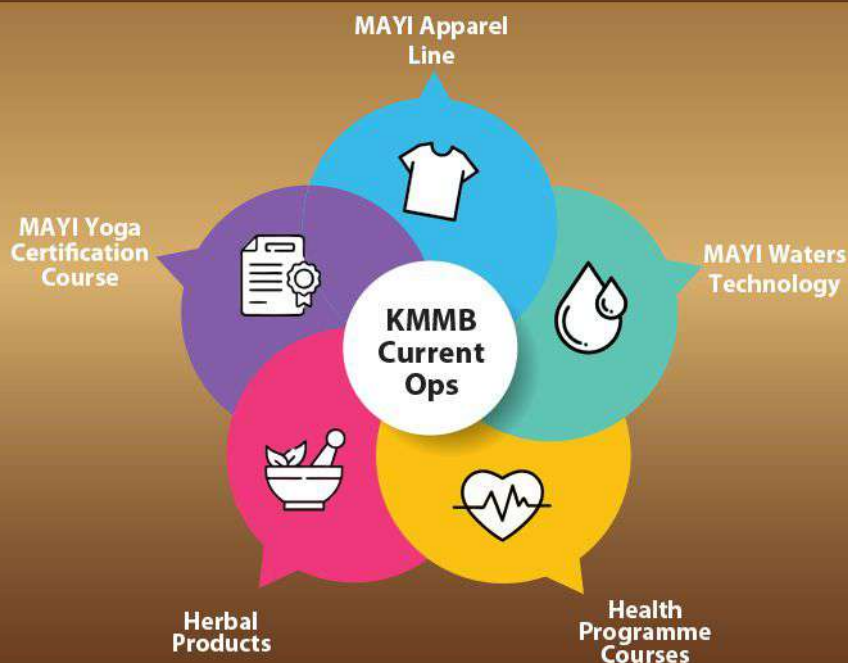 MAYI Apparel
Line
MAYI Yoga
Certification
Course
MAYI Waters
Technology
KMMB
Current
Ops
Herbal
Products
Health
Programme
Courses